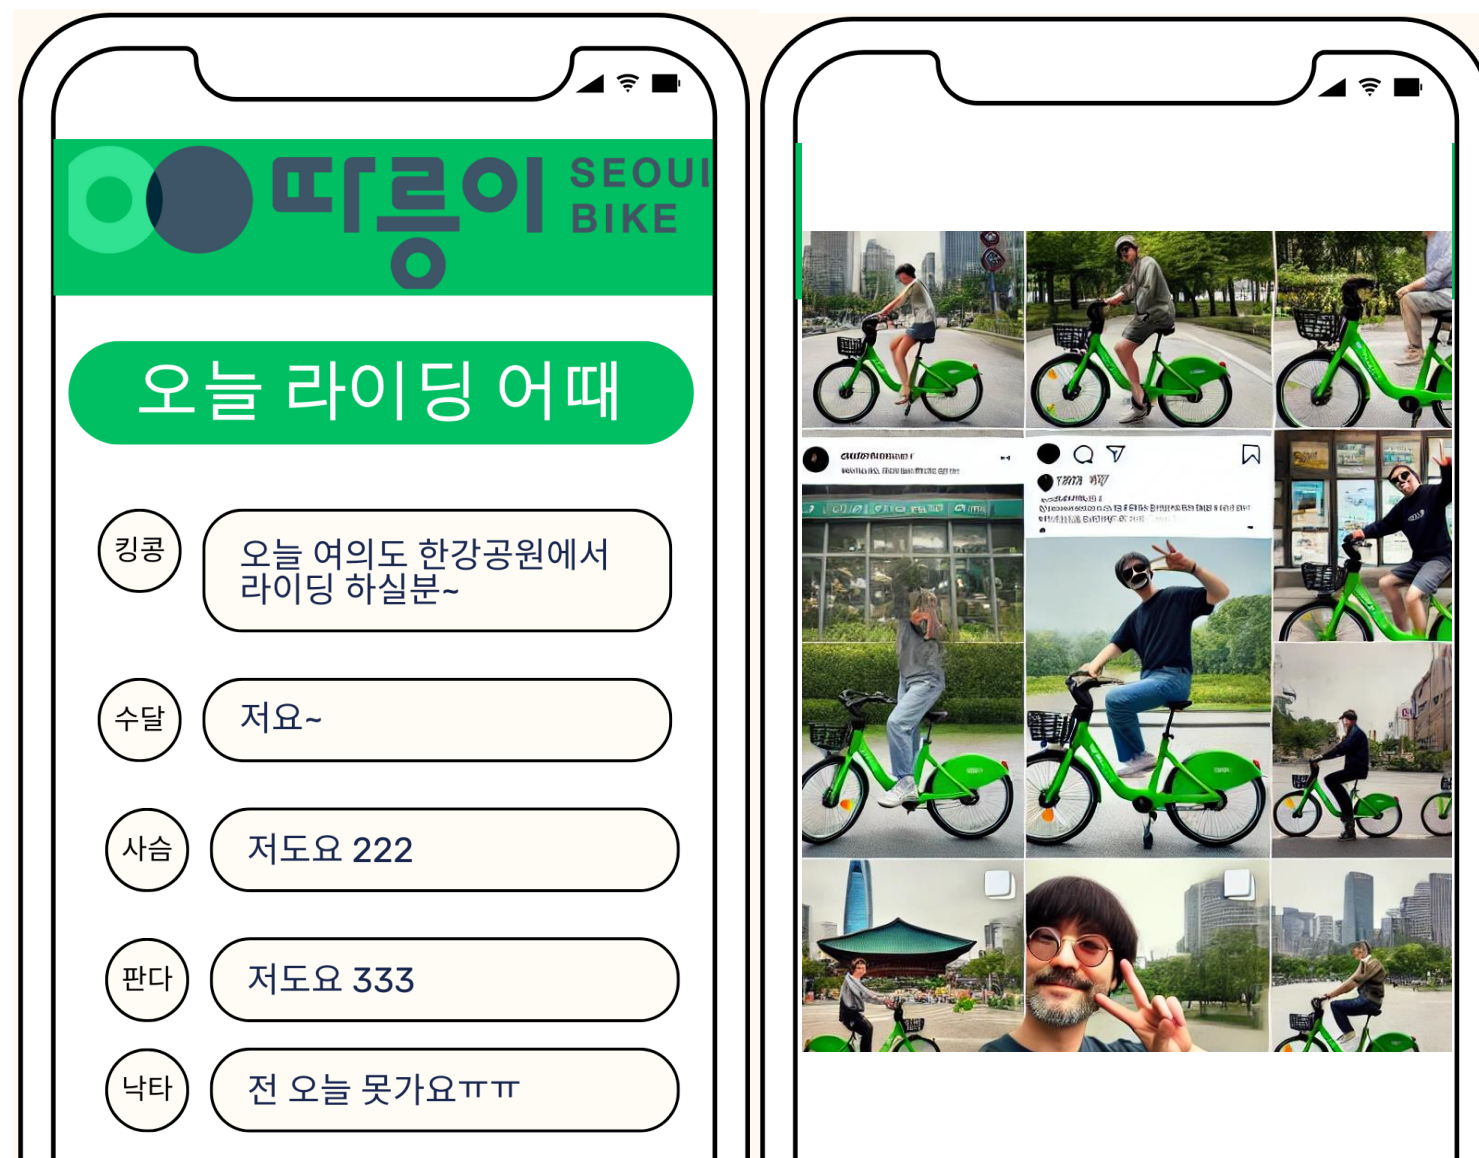 따릉이
SEOUL
BIKE
오늘 라이딩 어때
킹콩
오늘 여의도 한강공원에서
라이딩 하실분~
수달
저요~
사슴
저도요 222
판다
저도요 333
낙타
전 오늘 못가요ㅠㅠ